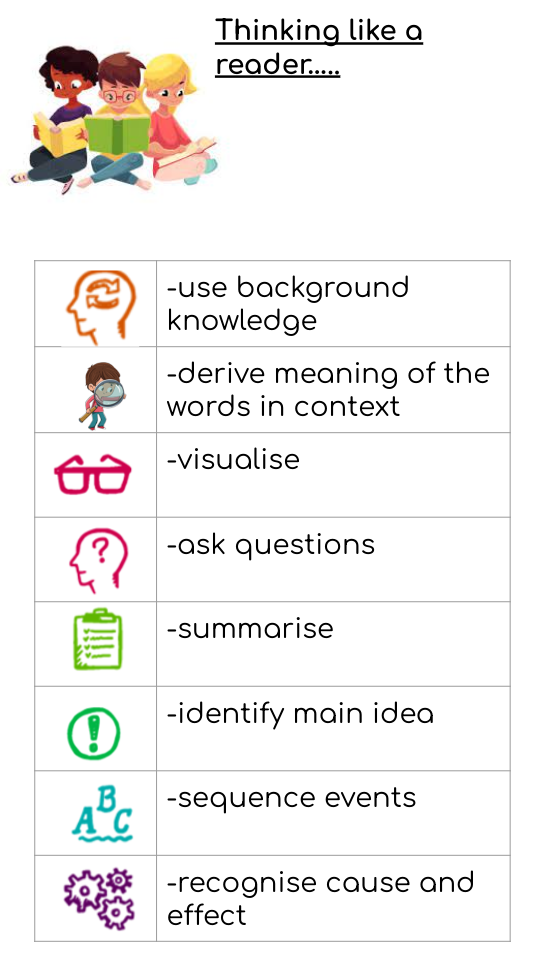 Thinking like a
reader.....
-use background
knowledge
-derive meaning of the
words in context
-visualise
-ask questions
?
-summarise
-identify main idea
!
-sequence events
A B C
-recognise cause and
effect